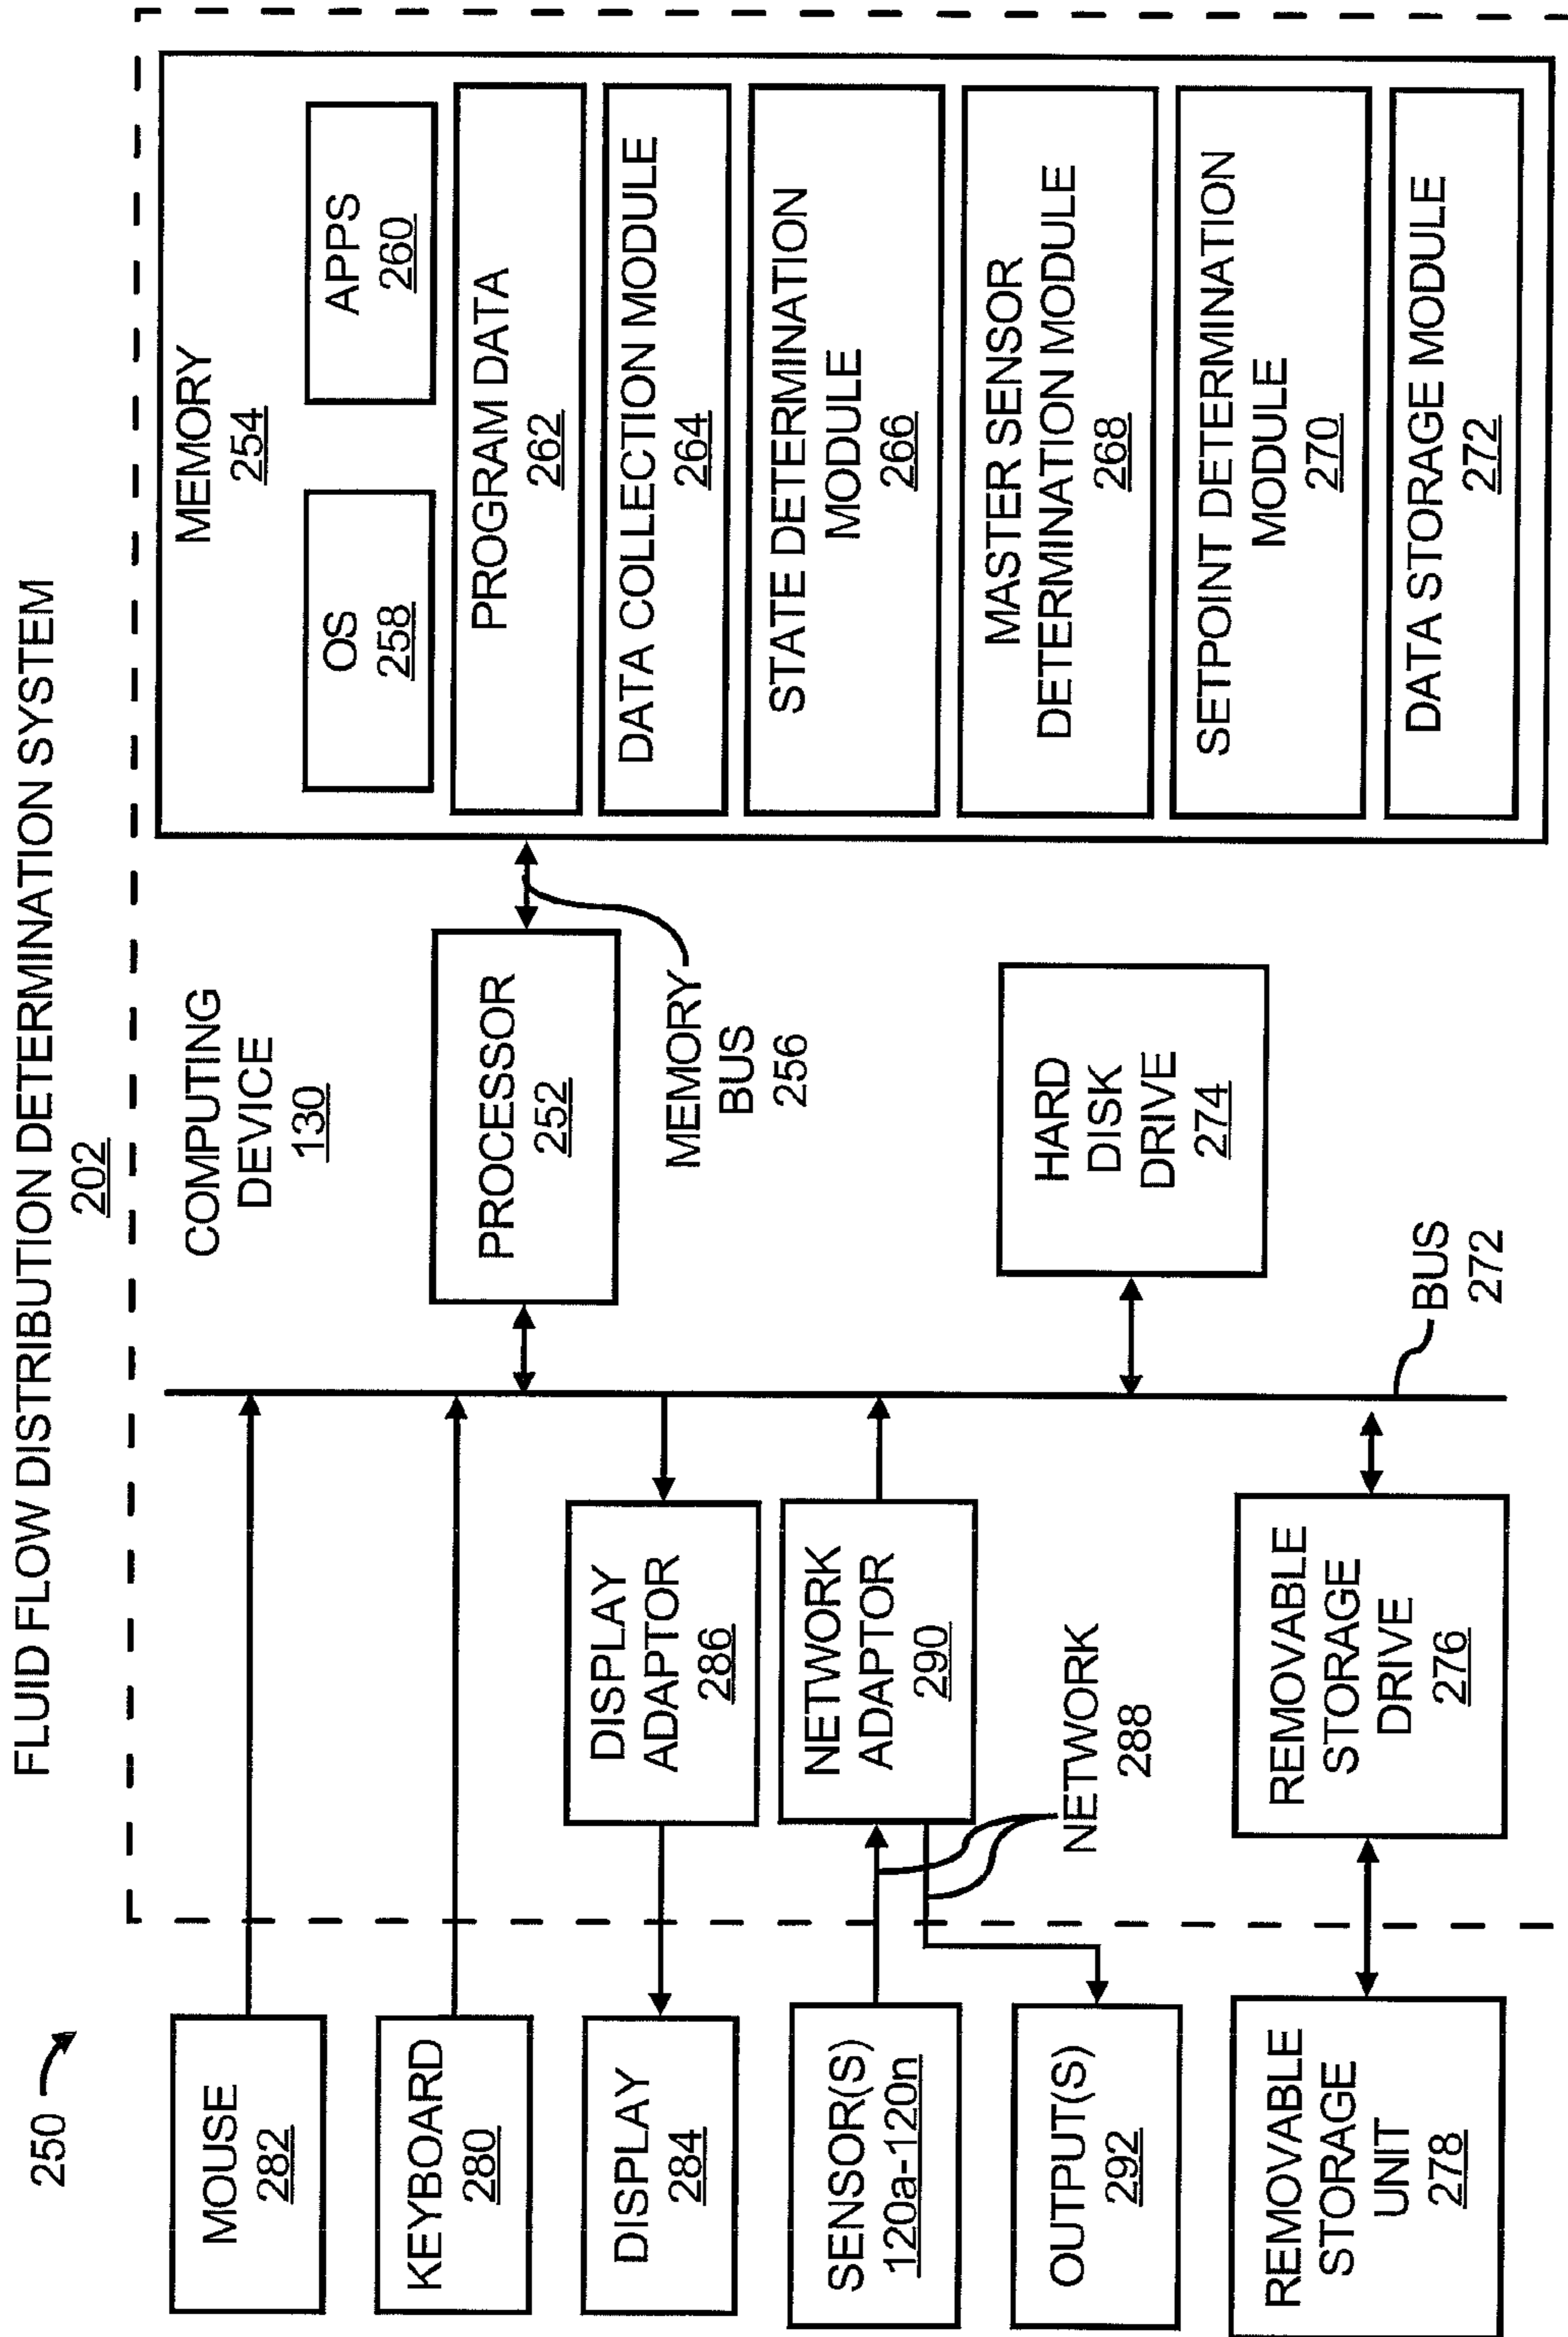 FLUID FLOW DISTRIBUTION DETERMINATION SYSTEM
202
250
MOUSE
282
KEYBOARD
280
DISPLAY
284
SENSOR(S)
120a-120n
OUTPUT(S)
292
REMOVABLE
STORAGE
UNIT
278
DISPLAY
ADAPTOR
286
NETWORK
ADAPTOR
290
NETWORK
288
REMOVABLE
STORAGE
DRIVE
276
COMPUTING
DEVICE
130
PROCESSOR
252
MEMORY
BUS
256
HARD
DISK
DRIVE
274
BUS
272
MEMORY
254
OS
258
APPS
260
PROGRAM DATA
262
DATA COLLECTION MODULE
264
STATE DETERMINATION
MODULE
266
MASTER SENSOR
DETERMINATION MODULE
268
SETPOINT DETERMINATION
MODULE
270
DATA STORAGE MODULE
272